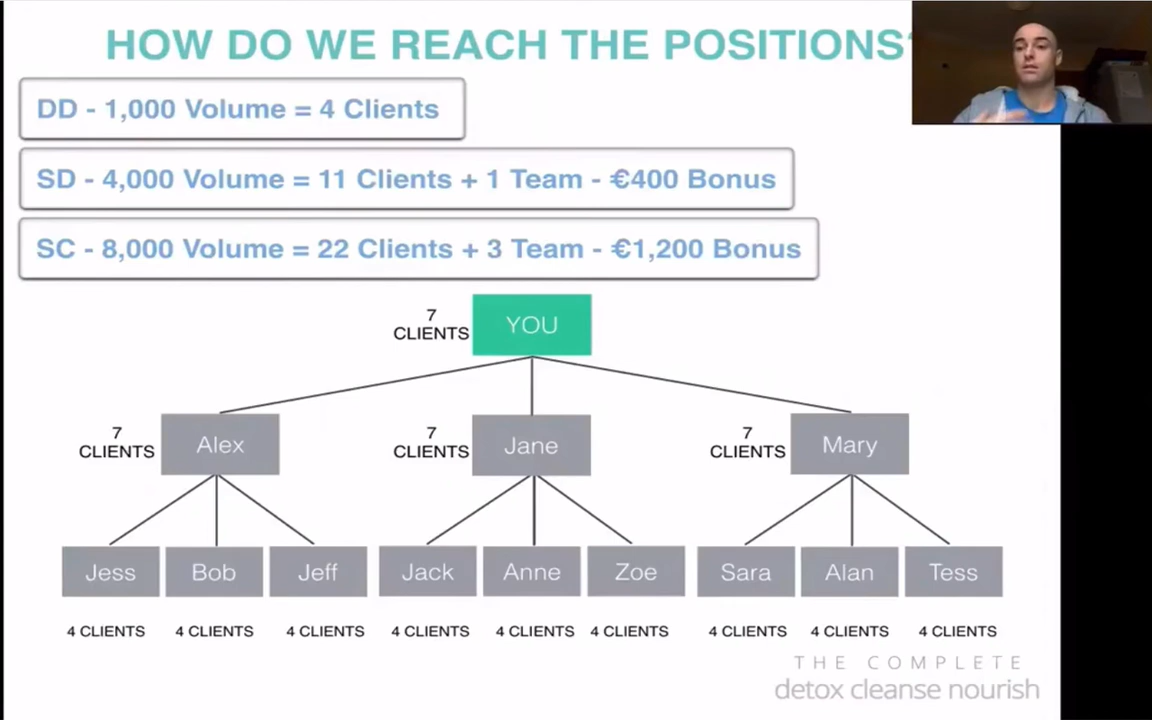 HOW DO WE REACH THE POSITIONS?
DD - 1,000 Volume = 4 Clients
SD - 4,000 Volume = 11 Clients + 1 Team - €400 Bonus
SC - 8,000 Volume = 22 Clients + 3 Team - €1,200 Bonus
7
CLIENTS
YOU
7
CLIENTS
Alex
7
CLIENTS
Jane
7
CLIENTS
Mary
Jess Bob Jeff Jack Anne Zoe Sara Alan Tess
4 CLIENTS 4 CLIENTS 4 CLIENTS 4 CLIENTS 4 CLIENTS 4 CLIENTS 4 CLIENTS 4 CLIENTS 4 CLIENTS
THE COMPLETE
detox cleanse nourish